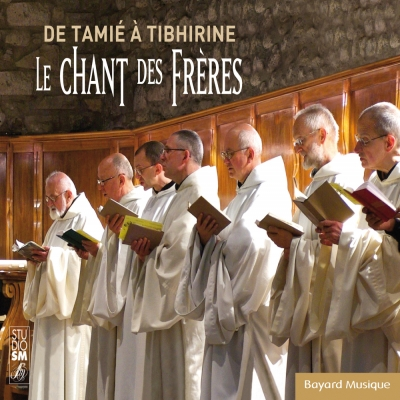 DE TAMIÉ À TIBHIRINE
LE CHANT DES FRÈRES
STUDIO
SM
Bayard Musique